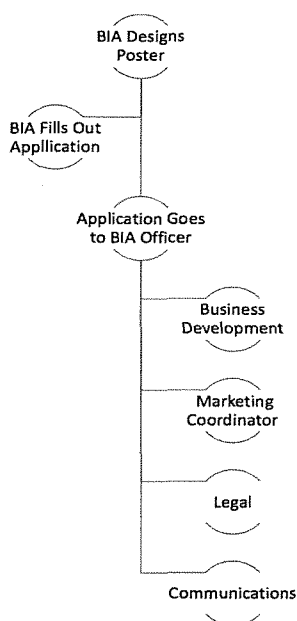 BIA Designs
Poster
BIA Fills Out
Appllication
Application Goes
to BIA Officer
Business
Development
Marketing
Coordinator
Legal
Communications